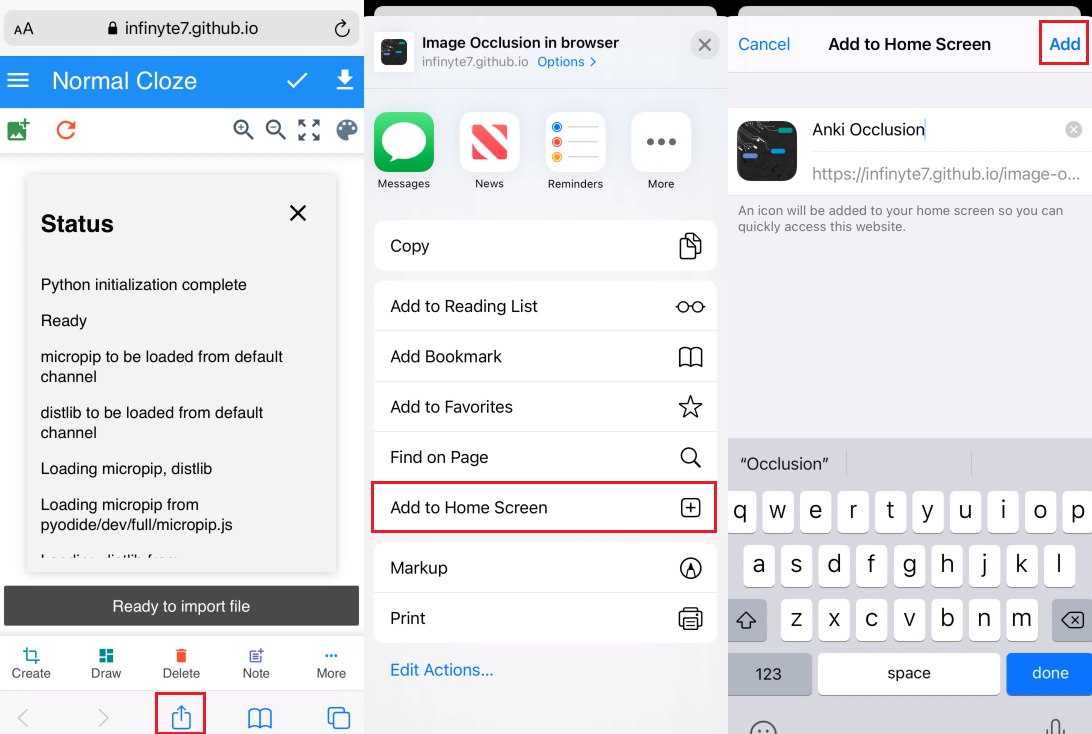 AA infinyte7.github.io
Normal Cloze
Status
Python initialization complete
Ready
micropip to be loaded from default
channel
distlib to be loaded from default
channel
Loading micropip, distlib
Loading micropip from
pyodide/dev/full/micropip.js
Ready to import file
Create Draw Delete Note More
Image Occlusion in browser
infinyte7.github.io Options >
Messages News Reminders More
Copy
Add to Reading List
Add Bookmark
Add to Favorites
Find on Page
Add to Home Screen
Markup
Print
Edit Actions...
Cancel Add to Home Screen Add
Anki Occlusion
https://infinyte7.github.io/image-o...
An icon will be added to your home screen so you can
quickly access this website.
“Occlusion”
q w e r t y u i o p
a s d f g h j k l
z x c v b n m
123 space done